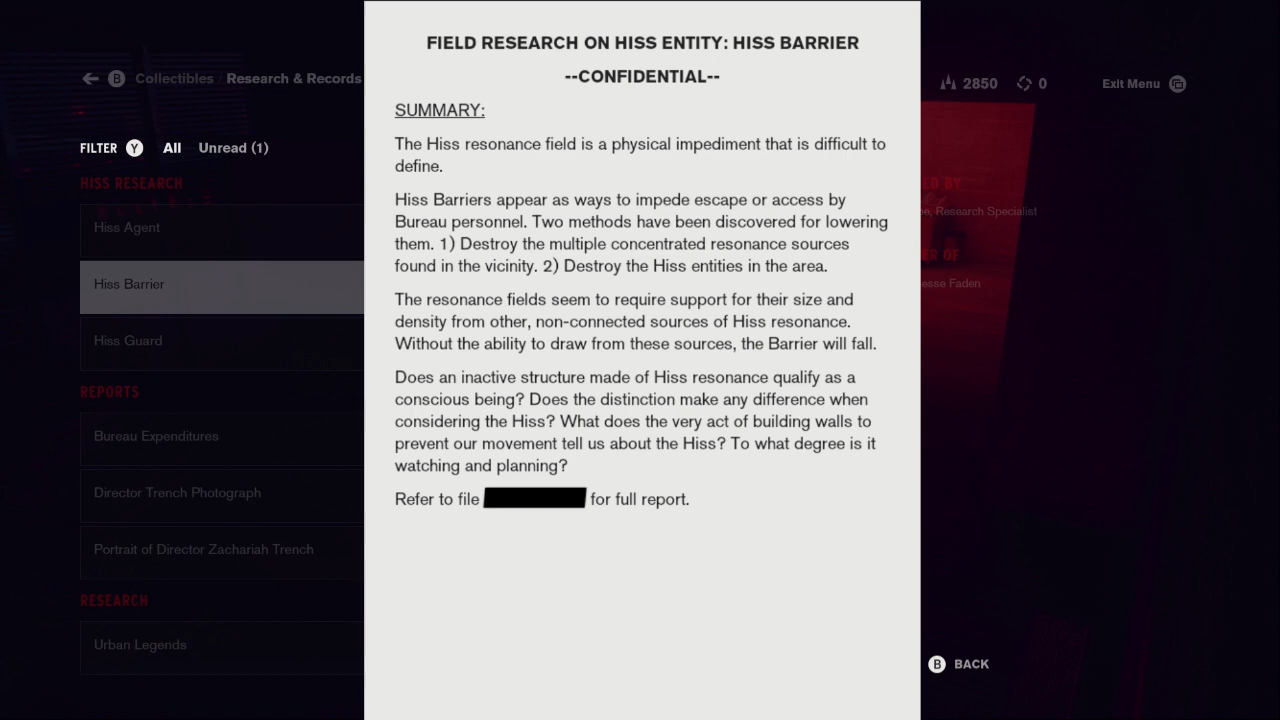 FIELD RESEARCH ON HISS ENTITY: HISS BARRIER
--CONFIDENTIAL--
B Collectibles / Research & Records
2850
0
Exit Menu
SUMMARY:
The Hiss resonance field is a physical impediment that is difficult to
define.
FILTER Y All Unread (1)
HISS RESEARCH
Hiss Agent
Hiss Barrier
Hiss Guard
REPORTS
Bureau Expenditures
Director Trench Photograph
Portrait of Director Zachariah Trench
RESEARCH
Urban Legends
Hiss Barriers appear as ways to impede escape or access by
Bureau personnel. Two methods have been discovered for lowering
them. 1) Destroy the multiple concentrated resonance sources
found in the vicinity. 2) Destroy the Hiss entities in the area.
The resonance fields seem to require support for their size and
density from other, non-connected sources of Hiss resonance.
Without the ability to draw from these sources, the Barrier will fall.
Does an inactive structure made of Hiss resonance qualify as a
conscious being? Does the distinction make any difference when
considering the Hiss? What does the very act of building walls to
prevent our movement tell us about the Hiss? To what degree is it
watching and planning?
Refer to file for full report.
BY
Research Specialist
OF
Faden
B BACK